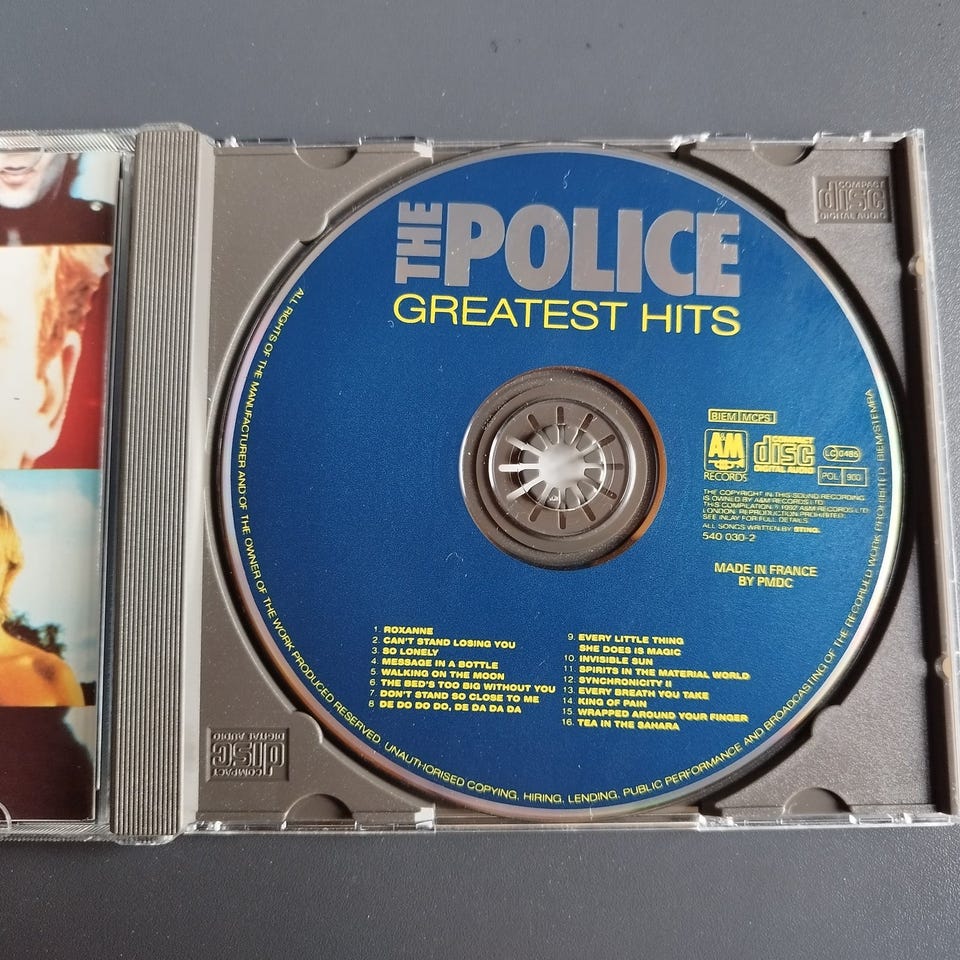 THE POLICE
GREATEST HITS
COMPACT
disc
DIGITAL AUDIO
BIEM MCPS
A&M
RECORDS
COMPACT
disc
DIGITAL AUDIO
LC 0485
POL 900
THE COPYRIGHT IN THIS SOUND RECORDING
IS OWNED BY A&M RECORDS LTD.
THIS COMPILATION ℗ 1992 A&M RECORDS LTD
LONDON. REPRODUCTION PROHIBITED.
SEE INLAY FOR FULL DETAILS.
ALL SONGS WRITTEN BY STING.
540 030-2
MADE IN FRANCE
BY PMDC
1. ROXANNE
2. CAN'T STAND LOSING YOU
3. SO LONELY
4. MESSAGE IN A BOTTLE
5. WALKING ON THE MOON
6. THE BED'S TOO BIG WITHOUT YOU
7. DON'T STAND SO CLOSE TO ME
8 DE DO DO DO, DE DA DA DA
9. EVERY LITTLE THING
SHE DOES IS MAGIC
10. INVISIBLE SUN
11. SPIRITS IN THE MATERIAL WORLD
12. SYNCHRONICITY II
13. EVERY BREATH YOU TAKE
14. KING OF PAIN
15. WRAPPED AROUND YOUR FINGER
16. TEA IN THE SAHARA
ALL RIGHTS OF THE MANUFACTURER AND OF THE OWNER OF THE WORK PRODUCED RESERVED. UNAUTHORISED COPYING, HIRING, LENDING, PUBLIC PERFORMANCE AND BROADCASTING OF THE RECORDED WORK PROHIBITED. BIEM/STEMRA
COMPACT
disc
DIGITAL AUDIO